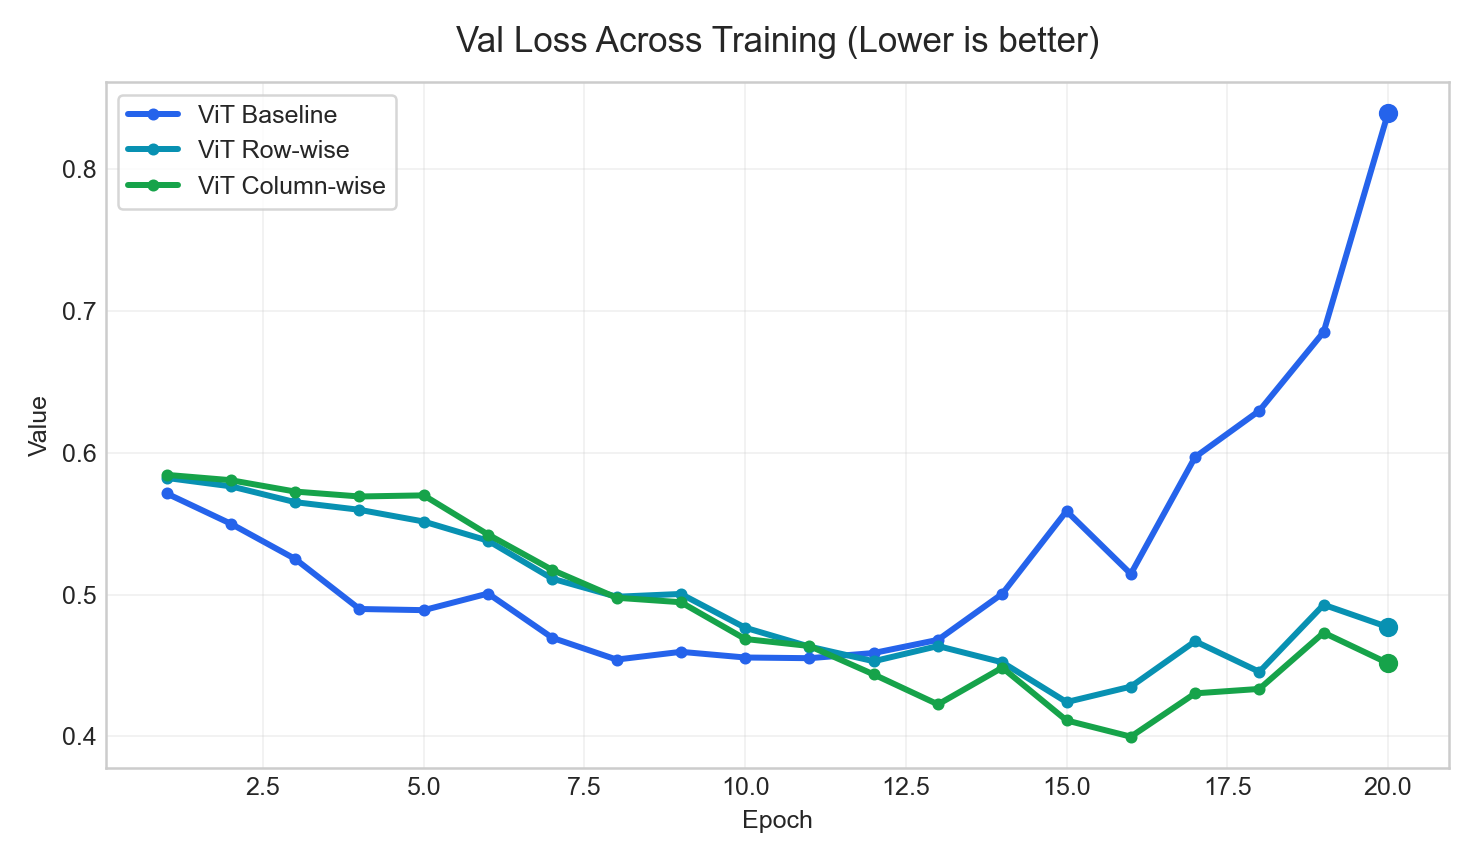 Val Loss Across Training (Lower is better)
ViT Baseline
ViT Row-wise
ViT Column-wise
0.8
0.7
0.6
0.5
0.4
Value
2.5 5.0 7.5 10.0 12.5 15.0 17.5 20.0
Epoch